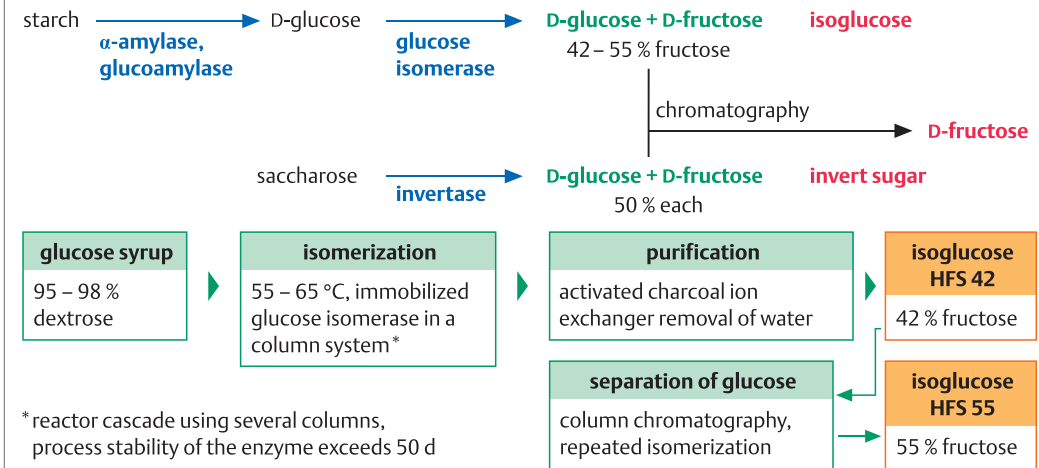 starch
α-amylase,
glucoamylase
D-glucose
glucose
isomerase
D-glucose + D-fructose
42 – 55 % fructose
isoglucose
chromatography
D-fructose
saccharose
invertase
D-glucose + D-fructose
50 % each
invert sugar
glucose syrup
95 – 98 %
dextrose
isomerization
55 – 65 °C, immobilized
glucose isomerase in a
column system*
purification
activated charcoal ion
exchanger removal of water
isoglucose
HFS 42
42 % fructose
separation of glucose
column chromatography,
repeated isomerization
isoglucose
HFS 55
55 % fructose
* reactor cascade using several columns,
process stability of the enzyme exceeds 50 d